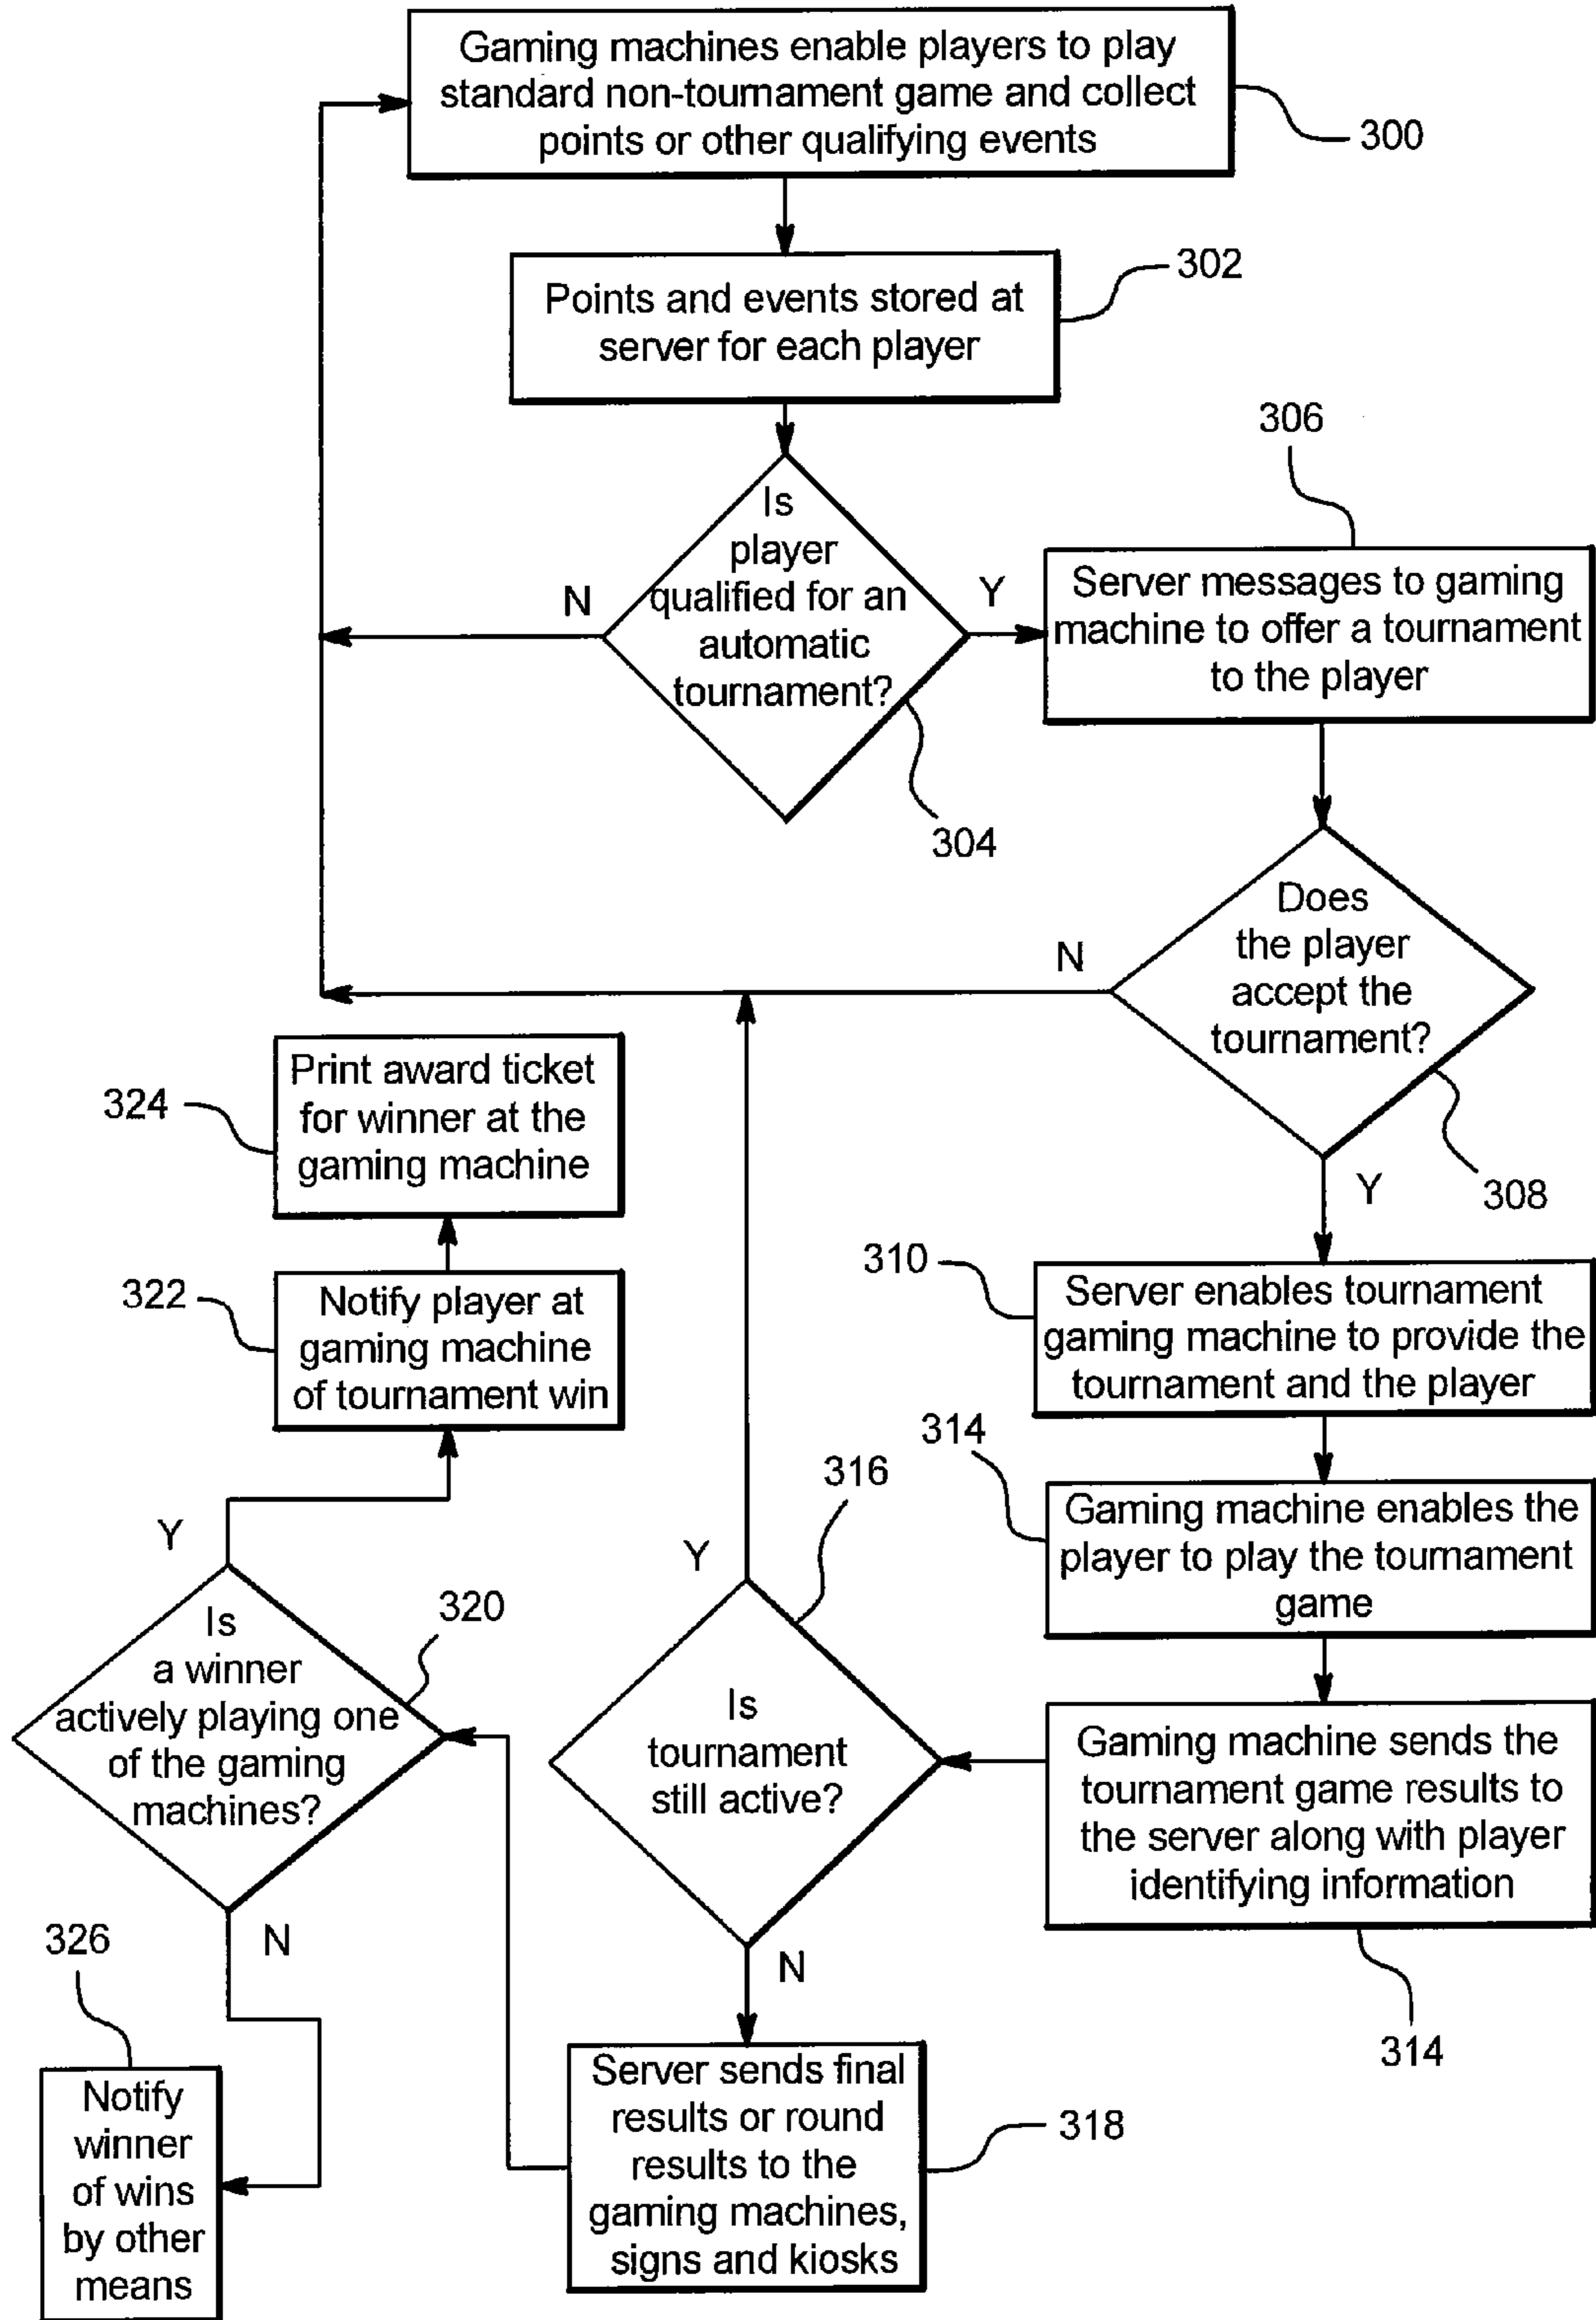 Gaming machines enable players to play
standard non-tournament game and collect
points or other qualifying events
300
302
Points and events stored at
server for each player
306
Is
player
qualified for an
automatic
tournament?
N
Y
304
Server messages to gaming
machine to offer a tournament
to the player
Does
the player
accept the
tournament?
N
Y
308
324
Print award ticket
for winner at the
gaming machine
310
Server enables tournament
gaming machine to provide the
tournament and the player
322
Notify player at
gaming machine
of tournament win
314
Gaming machine enables the
player to play the tournament
game
316
Y
Is
tournament
still active?
N
Y
320
Is
a winner
actively playing one
of the gaming
machines?
N
Gaming machine sends the
tournament game results to
the server along with player
identifying information
314
326
Notify
winner
of wins
by other
means
Server sends final
results or round
results to the
gaming machines,
signs and kiosks
318